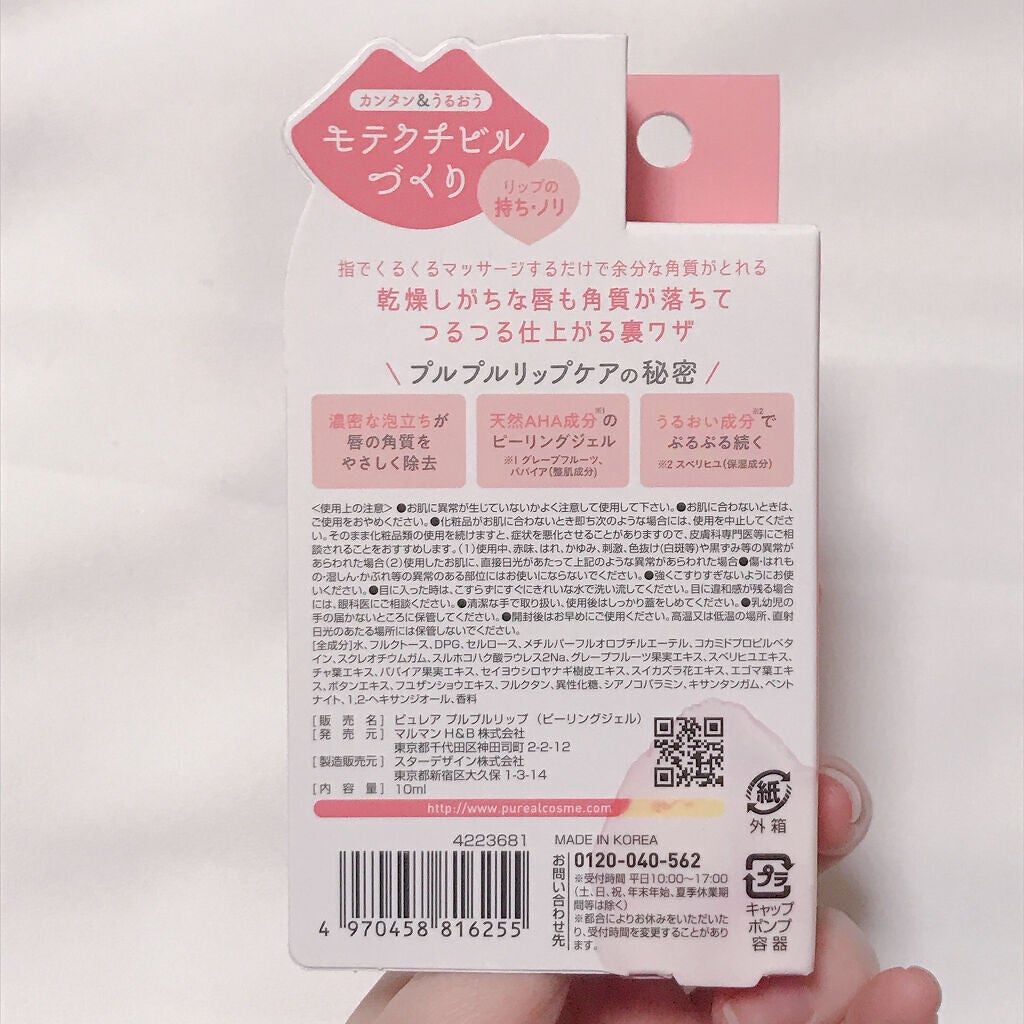 カンタン&うるおう
モテクチビル
づくり
リップの
持ち・ノリ
指でくるくるマッサージするだけで余分な角質がとれる
乾燥しがちな唇も角質が落ちて
つるつる仕上がる裏ワザ
\ プルプルリップケアの秘密 /
濃密な泡立ちが
唇の角質を
やさしく除去
天然AHA成分※1の
ピーリングジェル
※1 グレープフルーツ、
パパイア(整肌成分)
うるおい成分※2で
ぷるぷる続く
※2 スベリヒユ(保湿成分)
<使用上の注意> ●お肌に異常が生じていないかよく注意して使用して下さい。●お肌に合わないときは、
ご使用をおやめください。●化粧品がお肌に合わないとき即ち次のような場合には、使用を中止してくださ
い。そのまま化粧品類の使用を続けますと、症状を悪化させることがありますので、皮膚科専門医等にご相
談されることをおすすめします。(1)使用中、赤味、はれ、かゆみ、刺激、色抜け(白斑等)や黒ずみ等の異常が
あらわれた場合(2)使用したお肌に、直接日光があたって上記のような異常があらわれた場合●傷・はれも
の・湿しん・かぶれ等の異常のある部位にはお使いにならないでください。●強くこすりすぎないようにお使
いください。●目に入った時は、こすらずにすぐにきれいな水で洗い流してください。目に違和感が残る場合
には、眼科医にご相談ください。●清潔な手で取り扱い、使用後はしっかり蓋をしめてください。●乳幼児の
手の届かないところに保管してください。●開封後はお早めにご使用ください。高温又は低温の場所、直射
日光のあたる場所には保管しないでください。
[全成分]水、フルクトース、DPG、セルロース、メチルパーフルオロブチルエーテル、コカミドプロピルベタ
イン、スクレロチウムガム、スルホコハク酸ラウレス2Na、グレープフルーツ果実エキス、スベリヒユエキス、
チャ葉エキス、パパイア果実エキス、セイヨウシロヤナギ樹皮エキス、スイカズラ花エキス、エゴマ葉エキ
ス、ボタンエキス、フユザンショウエキス、フルクタン、異性化糖、シアノコバラミン、キサンタンガム、ベント
ナイト、1,2-ヘキサンジオール、香料
[販売名] ピュレア プルプルリップ (ピーリングジェル)
[発売元] マルマン H&B 株式会社
東京都千代田区神田司町 2-2-12
[製造販売元] スターデザイン株式会社
東京都新宿区大久保 1-3-14
[内容量] 10ml
http://www.purealcosme.com
4223681
MADE IN KOREA
4 970458 816255
お問い合わせ先
0120-040-562
※受付時間 平日10:00〜17:00
(土、日、祝、年末年始、夏季休業期
間等は除く)
※都合によりお休みをいただいた
り、受付時間を変更することがあり
ます。
紙
外箱
プラ
キャップ
ポンプ
容器